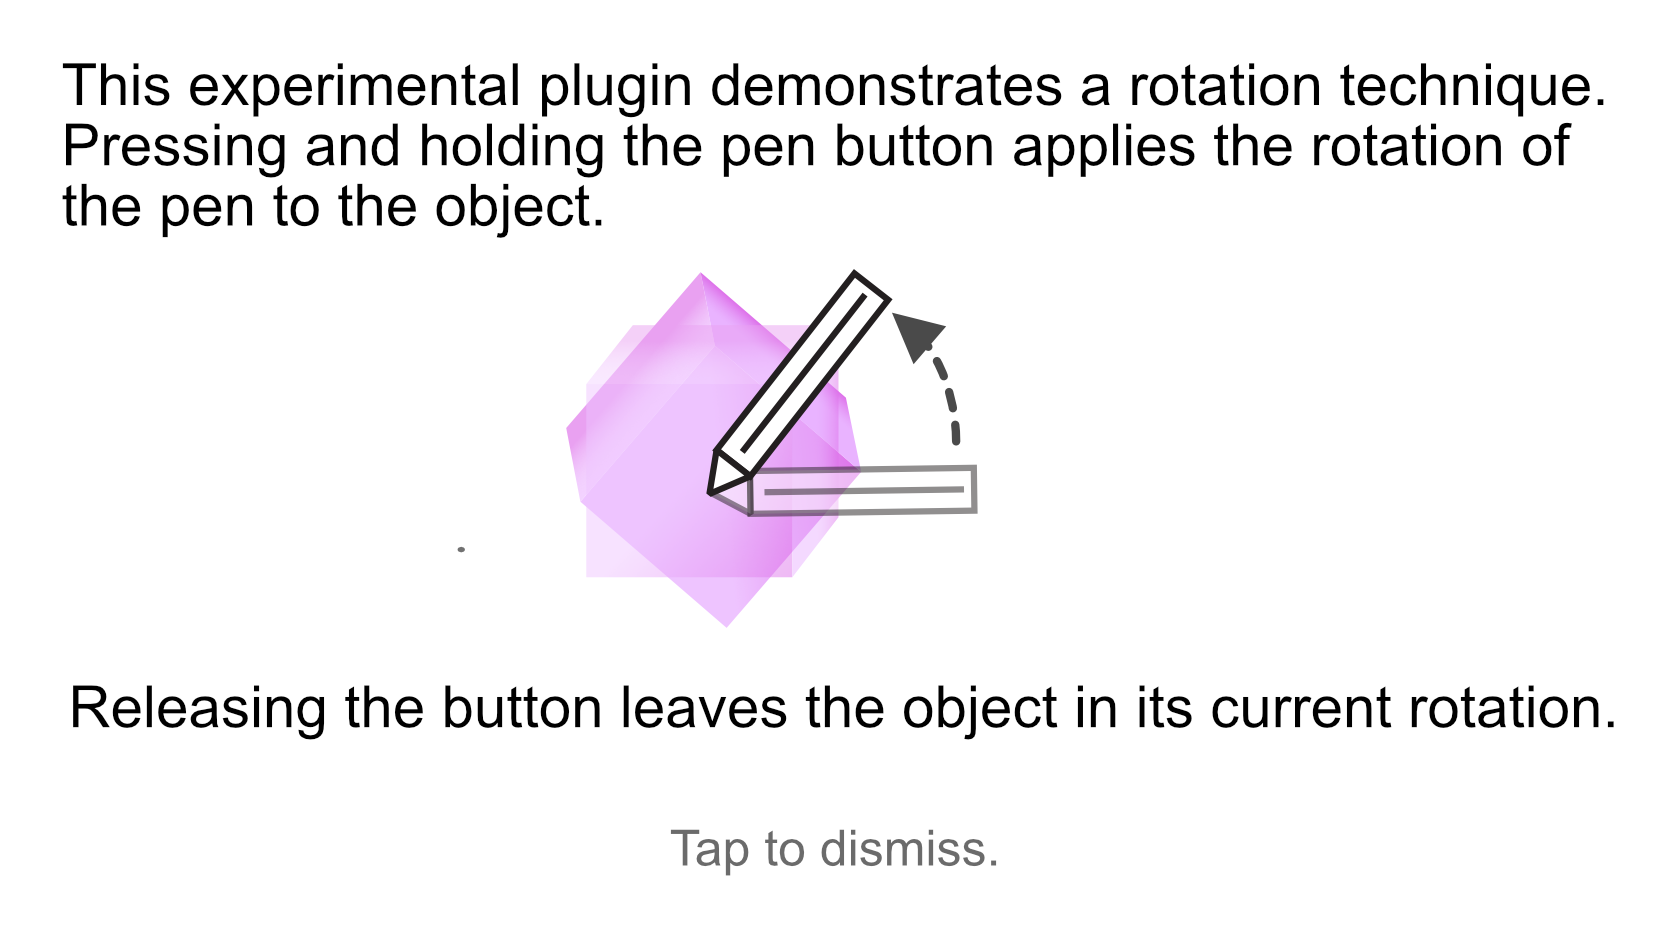 This experimental plugin demonstrates a rotation technique.
Pressing and holding the pen button applies the rotation of
the pen to the object.
Releasing the button leaves the object in its current rotation.
Tap to dismiss.